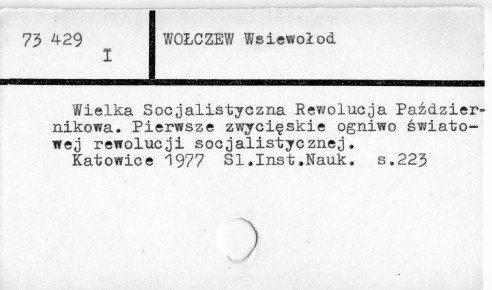 73 429
I
WOŁCZEW Wsiewołod
Wielka Socjalistyczna Rewolucja Paździer-
nikowa. Pierwsze zwycięskie ogniwo świato-
wej rewolucji socjalistycznej.
Katowice 1977 Sl.Inst.Nauk. s.223